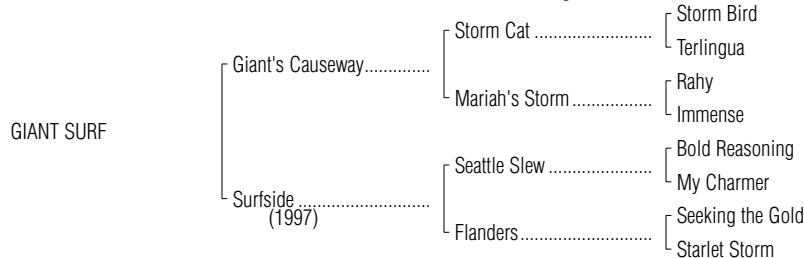 Storm Bird
Storm Cat ........................
Terlingua
Giant's Causeway..............
Rahy
Mariah's Storm .................
Immense
GIANT SURF
Bold Reasoning
Seattle Slew .....................
My Charmer
Surfside ...........................
(1997)
Seeking the Gold
Flanders...........................
Starlet Storm